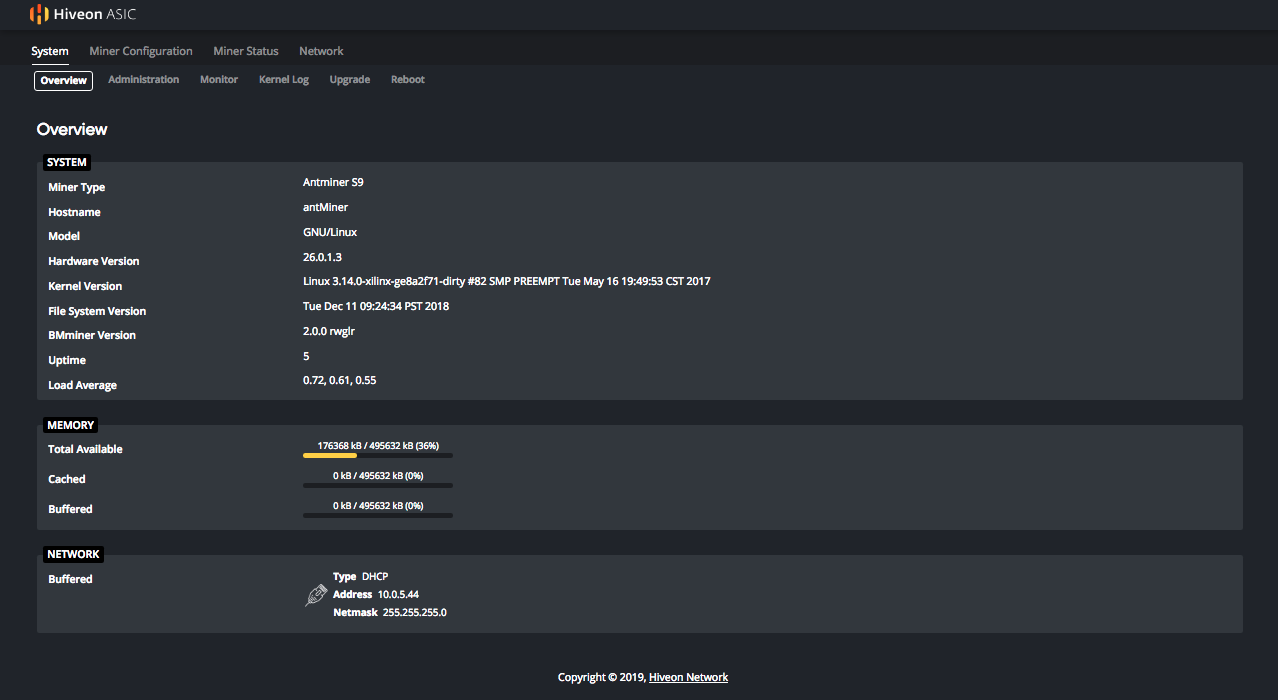 Hiveon ASIC
System Miner Configuration Miner Status Network
Overview Administration Monitor Kernel Log Upgrade Reboot
Overview
SYSTEM
Miner Type Antminer S9
Hostname antMiner
Model GNU/Linux
Hardware Version 26.0.1.3
Kernel Version Linux 3.14.0-xilinx-ge8a2f71-dirty #82 SMP PREEMPT Tue May 16 19:49:53 CST 2017
File System Version Tue Dec 11 09:24:34 PST 2018
BMminer Version 2.0.0 rwglr
Uptime 5
Load Average 0.72, 0.61, 0.55
MEMORY
Total Available 176368 kB / 495632 kB (36%)
Cached 0 kB / 495632 kB (0%)
Buffered 0 kB / 495632 kB (0%)
NETWORK
Buffered Type DHCP
Address 10.0.5.44
Netmask 255.255.255.0
Copyright © 2019, Hiveon Network